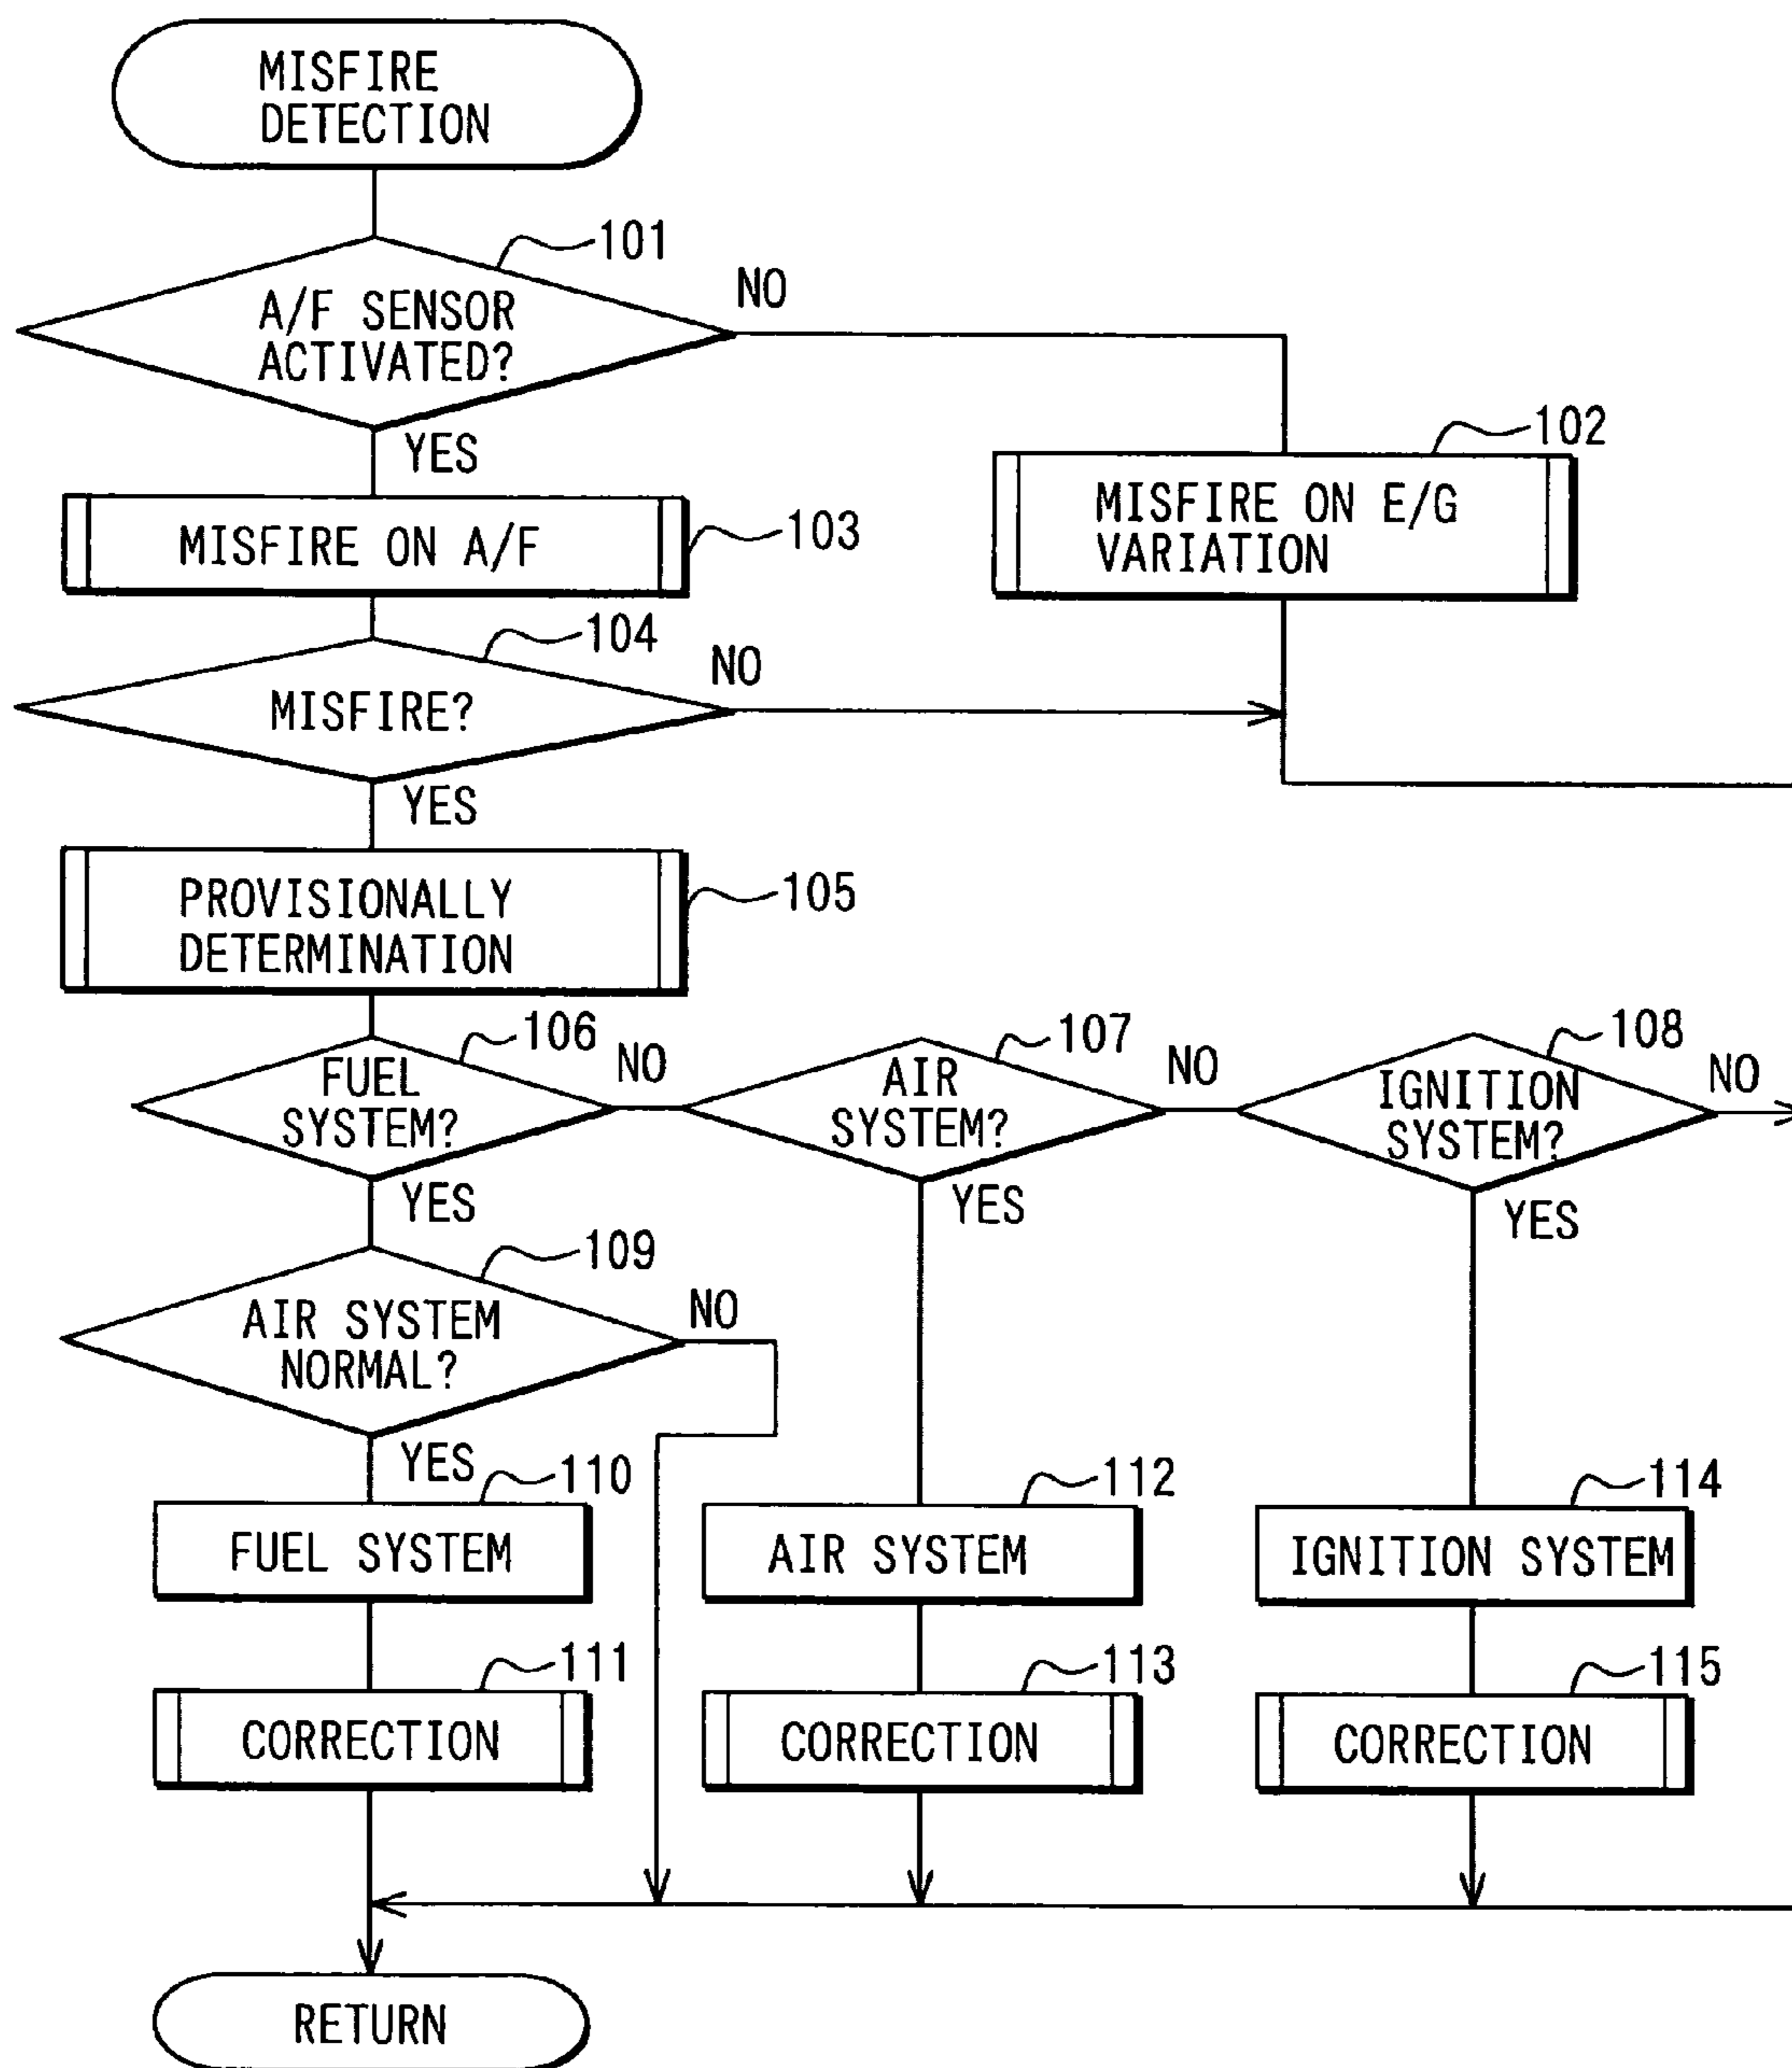 MISFIRE
DETECTION
101
A/F SENSOR
ACTIVATED?
NO
YES
102
MISFIRE ON E/G
VARIATION
MISFIRE ON A/F
103
104
MISFIRE?
NO
YES
PROVISIONALLY
DETERMINATION
105
106
FUEL
SYSTEM?
NO
YES
107
AIR
SYSTEM?
NO
YES
108
IGNITION
SYSTEM?
NO
YES
109
AIR SYSTEM
NORMAL?
NO
YES
110
FUEL SYSTEM
112
AIR SYSTEM
114
IGNITION SYSTEM
111
CORRECTION
113
CORRECTION
115
CORRECTION
RETURN